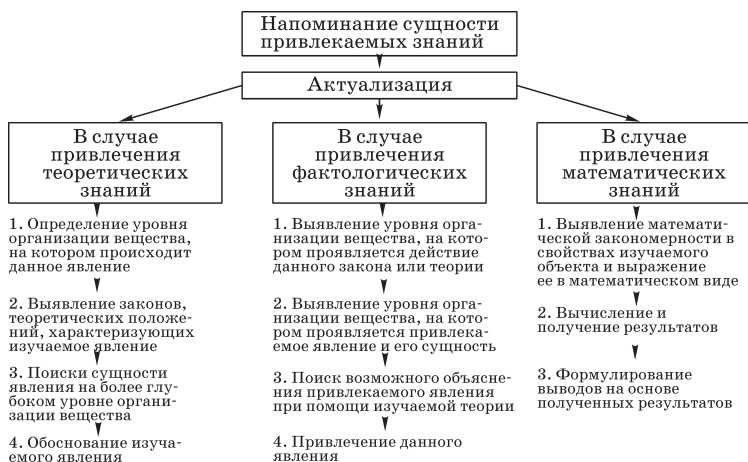 Напоминание сущности
привлекаемых знаний
Актуализация
В случае
привлечения
теоретических
знаний
1. Определение уровня
организации вещества,
на котором происходит
данное явление
2. Выявление законов,
теоретических положе-
ний, характеризующих
изучаемое явление
3. Поиски сущности
явления на более глу-
боком уровне органи-
зации вещества
4. Обоснование изуча-
емого явления
В случае
привлечения
фактологических
знаний
1. Выявление уровня орга-
низации вещества, на кото-
ром проявляется действие
данного закона или теории
2. Выявление уровня орга-
низации вещества, на кото-
ром проявляется привлека-
емое явление и его сущность
3. Поиск возможного объясне-
ния привлекаемого явления
при помощи изучаемой теории
4. Привлечение данного
явления
В случае
привлечения
математических
знаний
1. Выявление математи-
ческой закономерности в
свойствах изучаемого
объекта и выражение
ее в математическом виде
2. Вычисление и
получение результатов
3. Формулирование
выводов на основе
полученных результатов